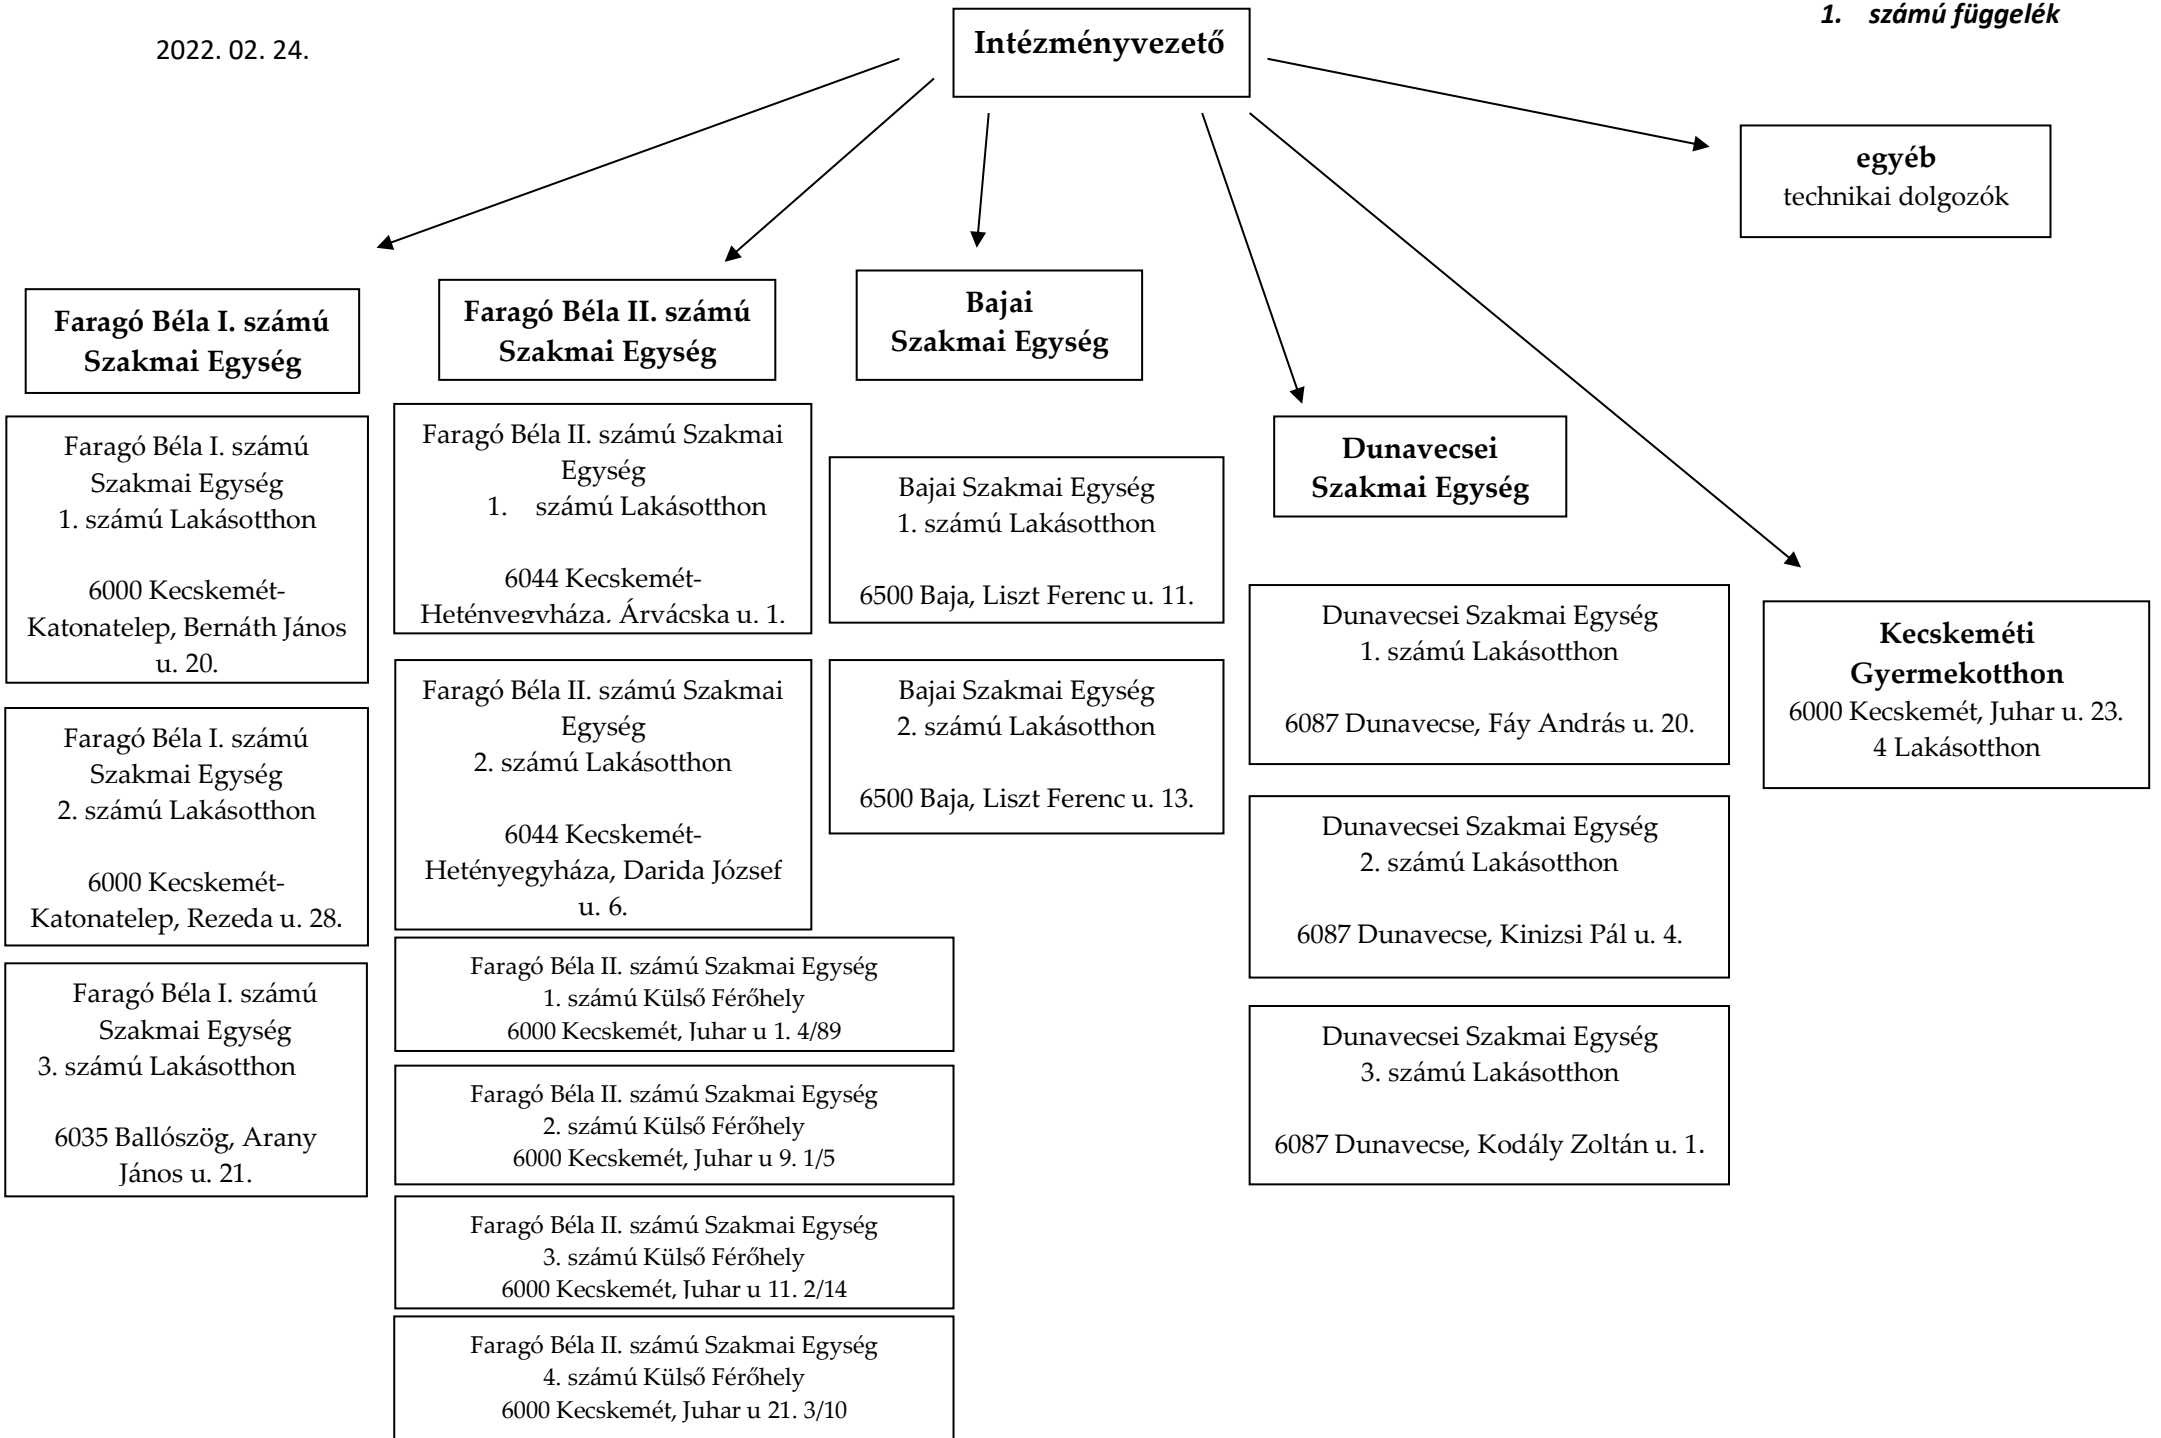 1. számú függelék
2022. 02. 24.
Intézményvezető
egyéb
technikai dolgozók
Faragó Béla I. számú
Szakmai Egység
Faragó Béla I. számú
Szakmai Egység
1. számú Lakásotthon
6000 Kecskemét-
Katonatelep, Bernáth János
u. 20.
Faragó Béla I. számú
Szakmai Egység
2. számú Lakásotthon
6000 Kecskemét-
Katonatelep, Rezeda u. 28.
Faragó Béla I. számú
Szakmai Egység
3. számú Lakásotthon
6035 Ballószög, Arany
János u. 21.
Faragó Béla II. számú
Szakmai Egység
Faragó Béla II. számú Szakmai
Egység
1. számú Lakásotthon
6044 Kecskemét-
Hetényegyháza, Árvácska u. 1.
Faragó Béla II. számú Szakmai
Egység
2. számú Lakásotthon
6044 Kecskemét-
Hetényegyháza, Darida József
u. 6.
Faragó Béla II. számú Szakmai Egység
1. számú Külső Férőhely
6000 Kecskemét, Juhar u 1. 4/89
Faragó Béla II. számú Szakmai Egység
2. számú Külső Férőhely
6000 Kecskemét, Juhar u 9. 1/5
Faragó Béla II. számú Szakmai Egység
3. számú Külső Férőhely
6000 Kecskemét, Juhar u 11. 2/14
Faragó Béla II. számú Szakmai Egység
4. számú Külső Férőhely
6000 Kecskemét, Juhar u 21. 3/10
Bajai
Szakmai Egység
Bajai Szakmai Egység
1. számú Lakásotthon
6500 Baja, Liszt Ferenc u. 11.
Bajai Szakmai Egység
2. számú Lakásotthon
6500 Baja, Liszt Ferenc u. 13.
Dunavecsei
Szakmai Egység
Dunavecsei Szakmai Egység
1. számú Lakásotthon
6087 Dunavecse, Fáy András u. 20.
Dunavecsei Szakmai Egység
2. számú Lakásotthon
6087 Dunavecse, Kinizsi Pál u. 4.
Dunavecsei Szakmai Egység
3. számú Lakásotthon
6087 Dunavecse, Kodály Zoltán u. 1.
Kecskeméti
Gyermekotthon
6000 Kecskemét, Juhar u. 23.
4 Lakásotthon